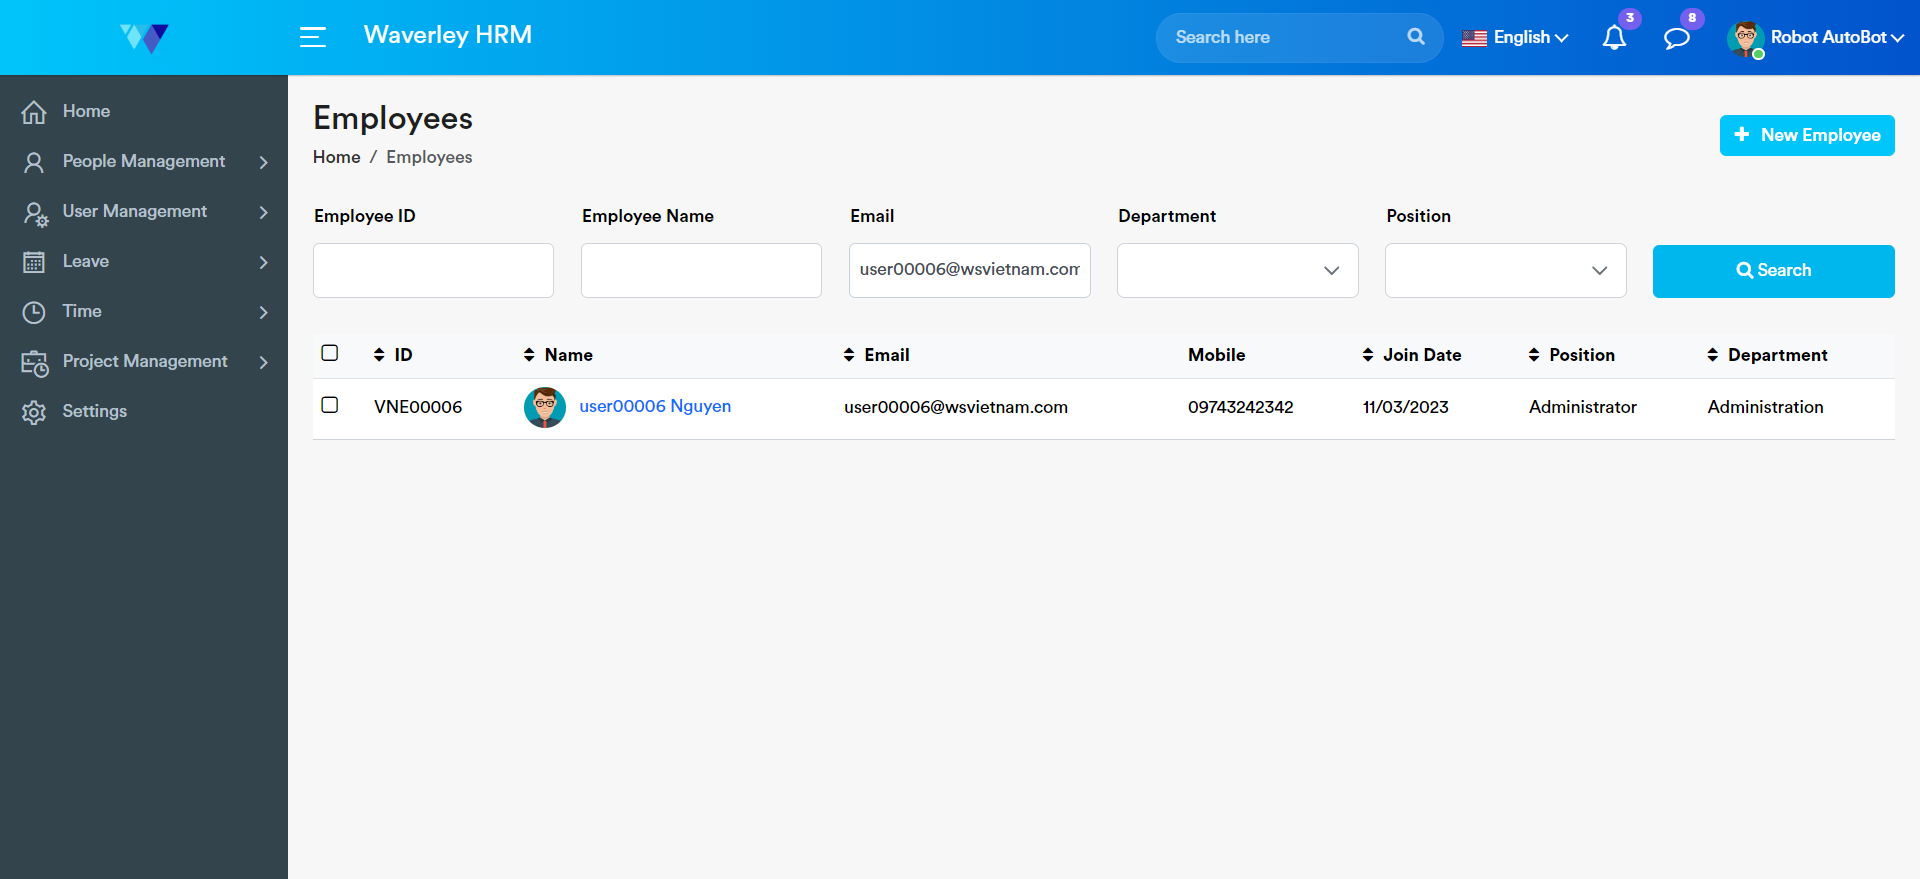 Waverley HRM
Search here
English
3
8
Robot AutoBot
Home
People Management
User Management
Leave
Time
Project Management
Settings
Employees
Home / Employees
New Employee
Employee ID
Employee Name
Email
Department
Position
user00006@wsvietnam.com
Search
ID Name Email Mobile Join Date Position Department
VNE00006 user00006 Nguyen user00006@wsvietnam.com 09743242342 11/03/2023 Administrator Administration